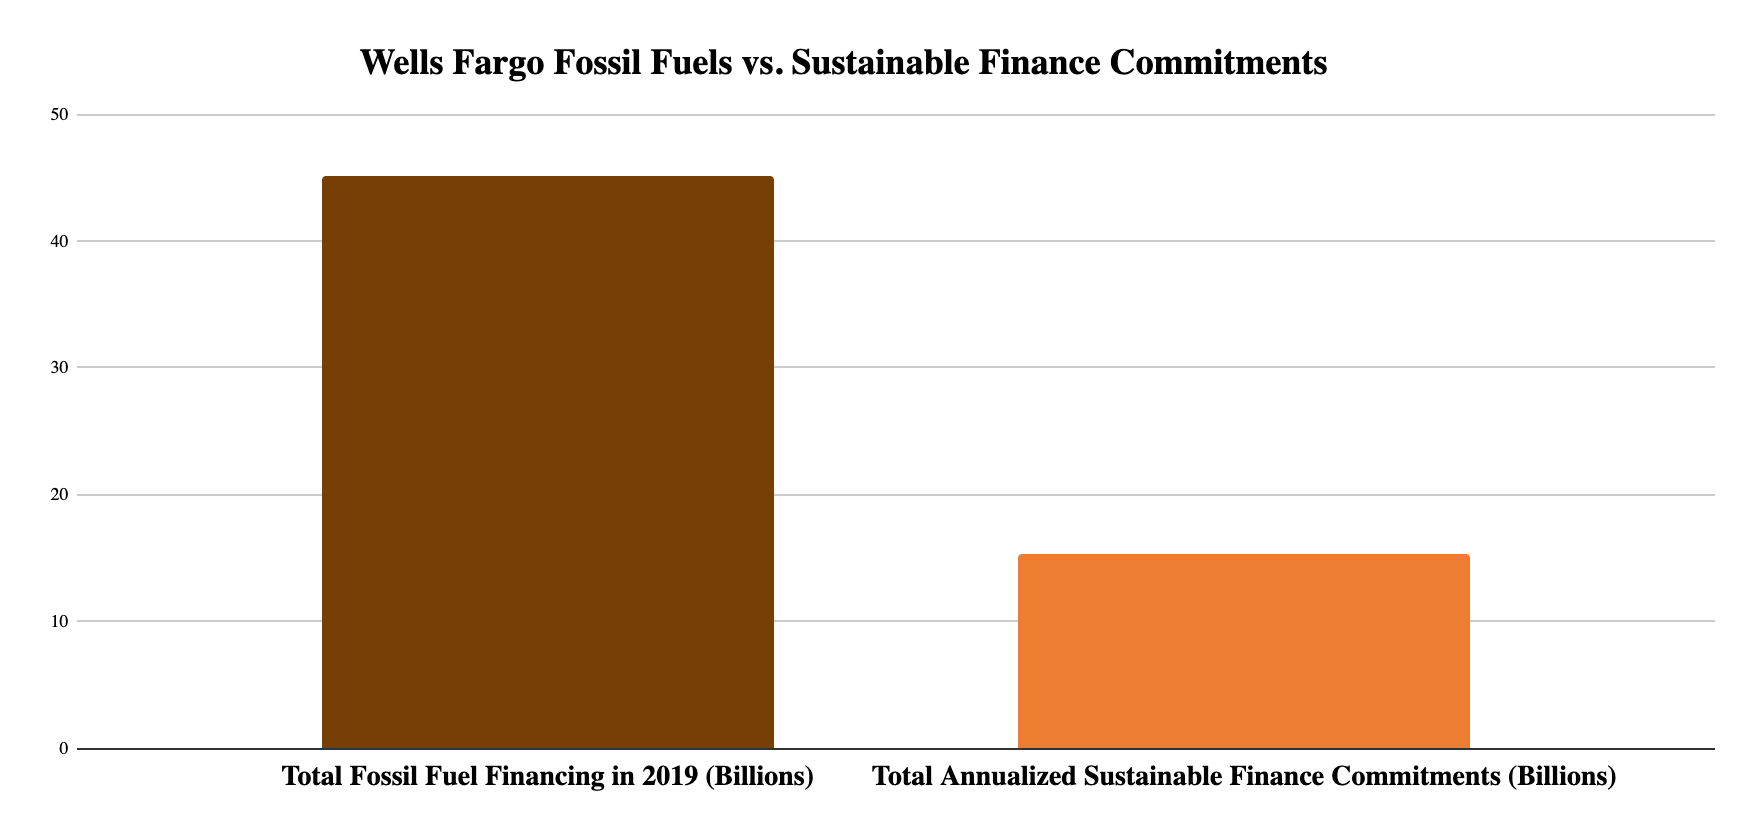 Wells Fargo Fossil Fuels vs. Sustainable Finance Commitments
50
40
30
20
10
0
Total Fossil Fuel Financing in 2019 (Billions)
Total Annualized Sustainable Finance Commitments (Billions)